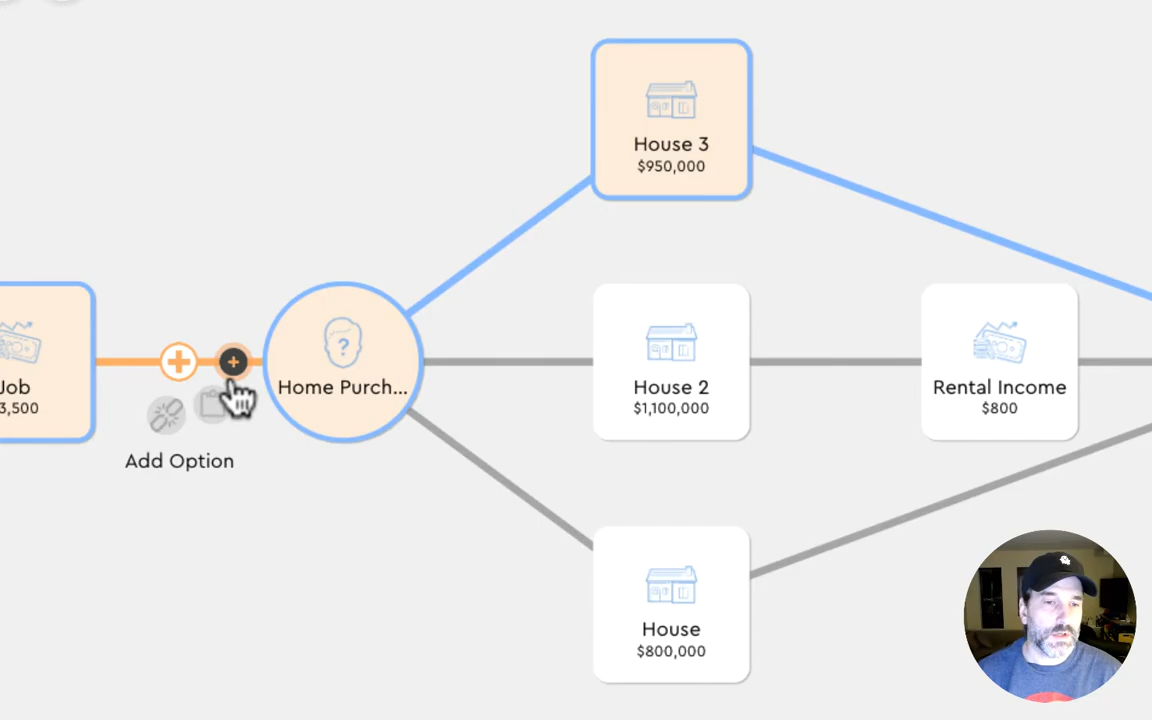 House 3
$950,000
Job
3,500
Home Purch...
House 2
$1,100,000
Rental Income
$800
Add Option
House
$800,000